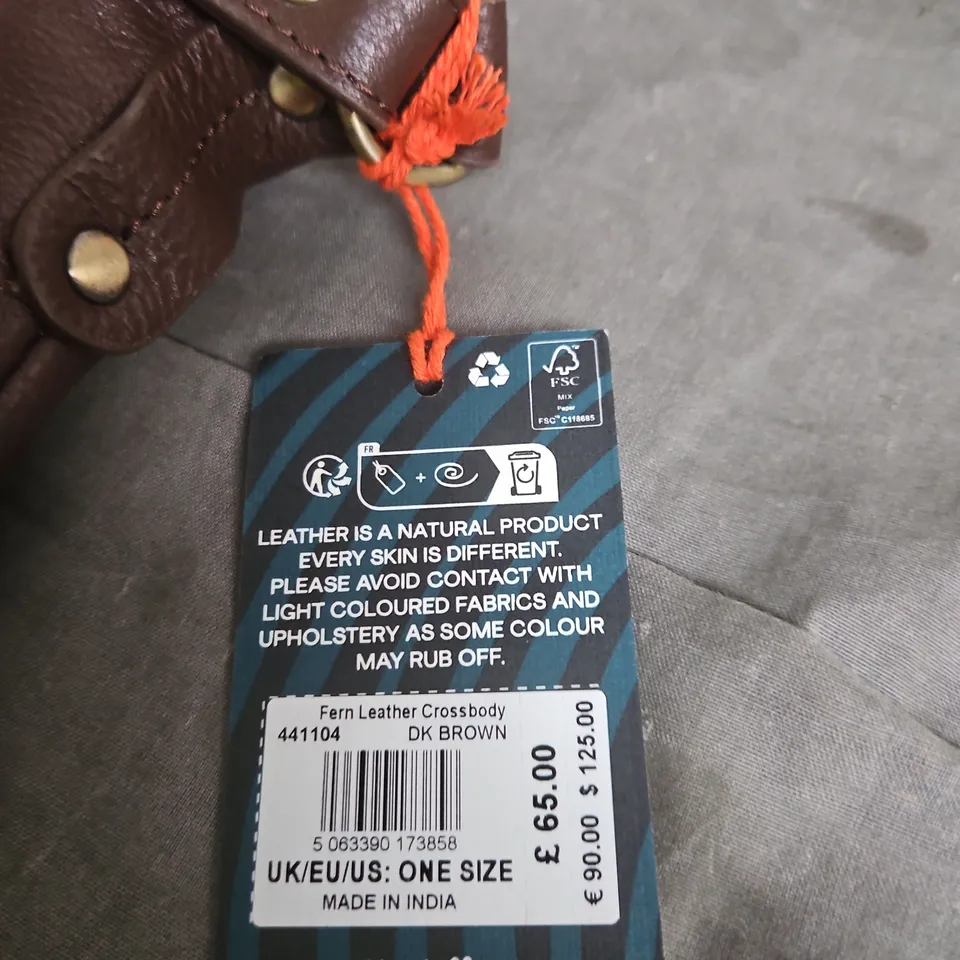 FSC
MIX
Paper
FSC™ C118685
FR
LEATHER IS A NATURAL PRODUCT
EVERY SKIN IS DIFFERENT.
PLEASE AVOID CONTACT WITH
LIGHT COLOURED FABRICS AND
UPHOLSTERY AS SOME COLOUR
MAY RUB OFF.
Fern Leather Crossbody
441104 DK BROWN
5 063390 173858
UK/EU/US: ONE SIZE
MADE IN INDIA
£ 65.00
€ 90.00 $ 125.00